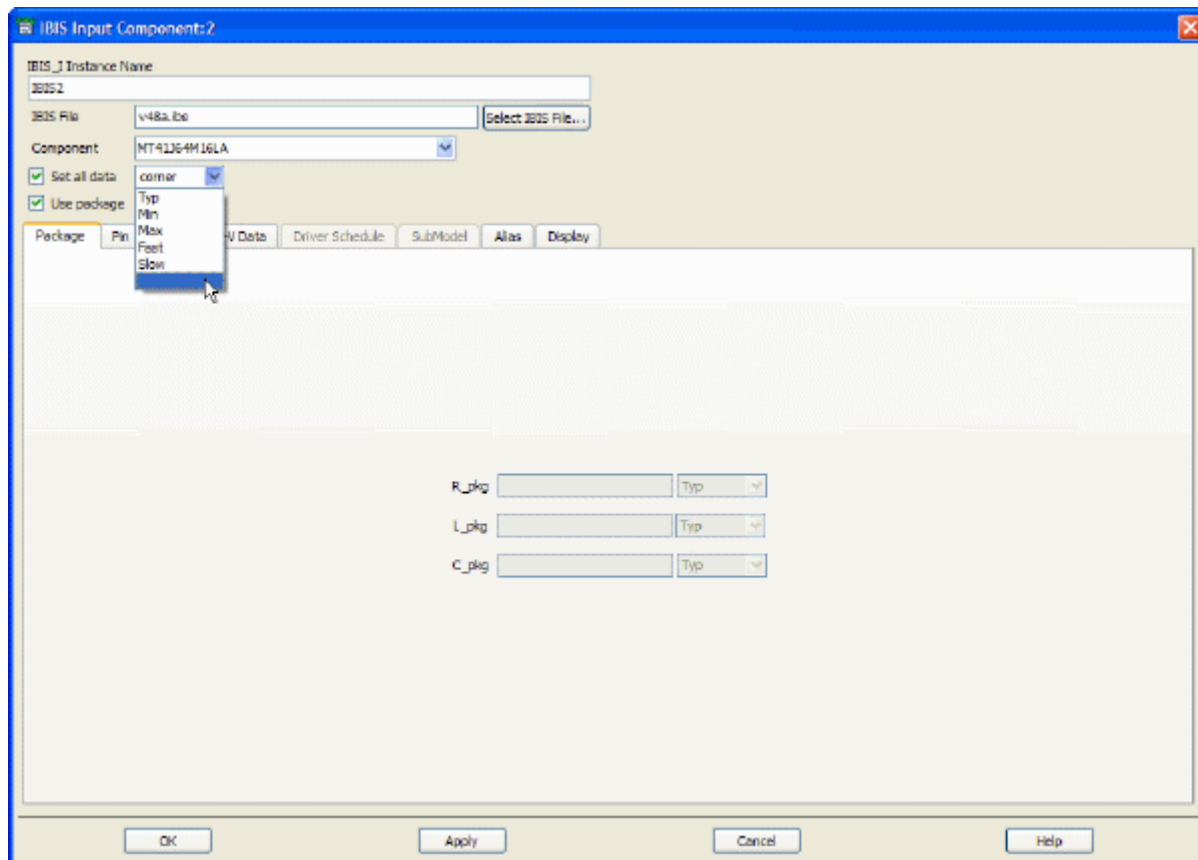 IBIS Input Component:2
IBIS_I Instance Name
IBIS2
IBIS File v48a.ibs Select IBIS File...
Component MT41J64M16LA
Set all data corner
Use package
Typ
Min
Max
Fast
Slow
Package Pin Data Driver Schedule SubModel Alias Display
R_pkg Typ
L_pkg Typ
C_pkg Typ
OK Apply Cancel Help